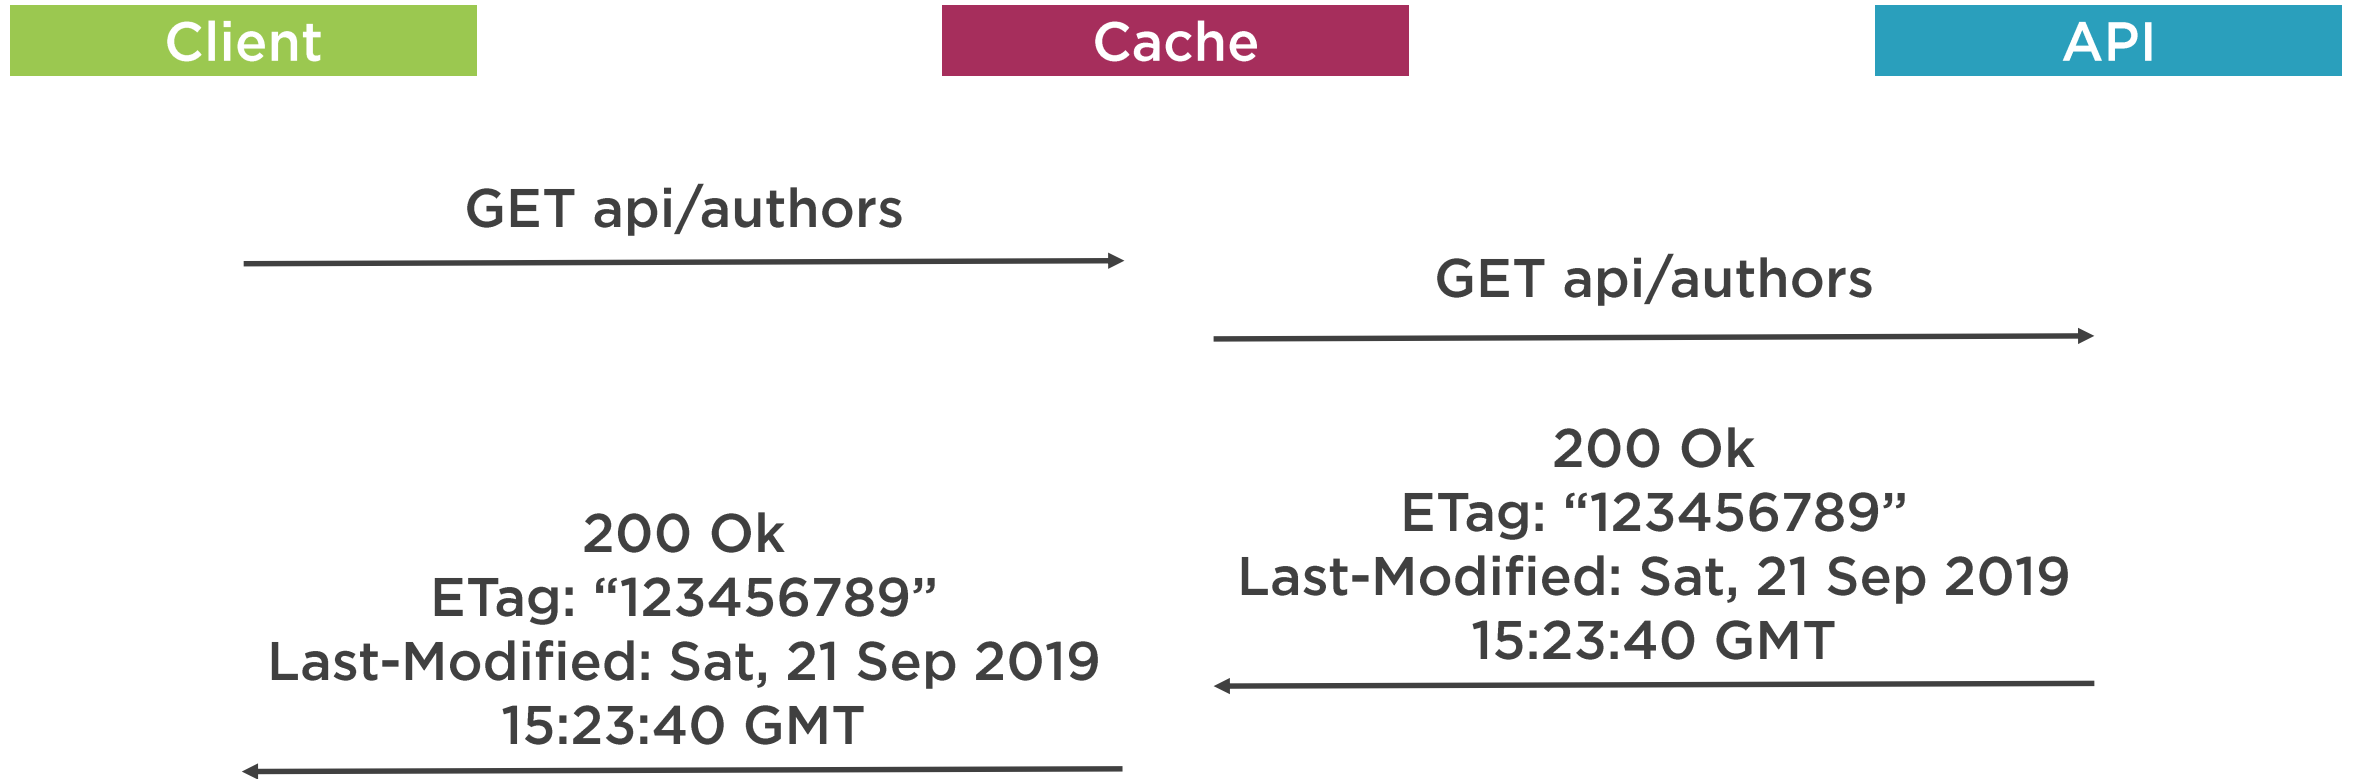 Client
Cache
API
GET api/authors
GET api/authors
200 Ok
ETag: “123456789”
Last-Modified: Sat, 21 Sep 2019
15:23:40 GMT
200 Ok
ETag: “123456789”
Last-Modified: Sat, 21 Sep 2019
15:23:40 GMT